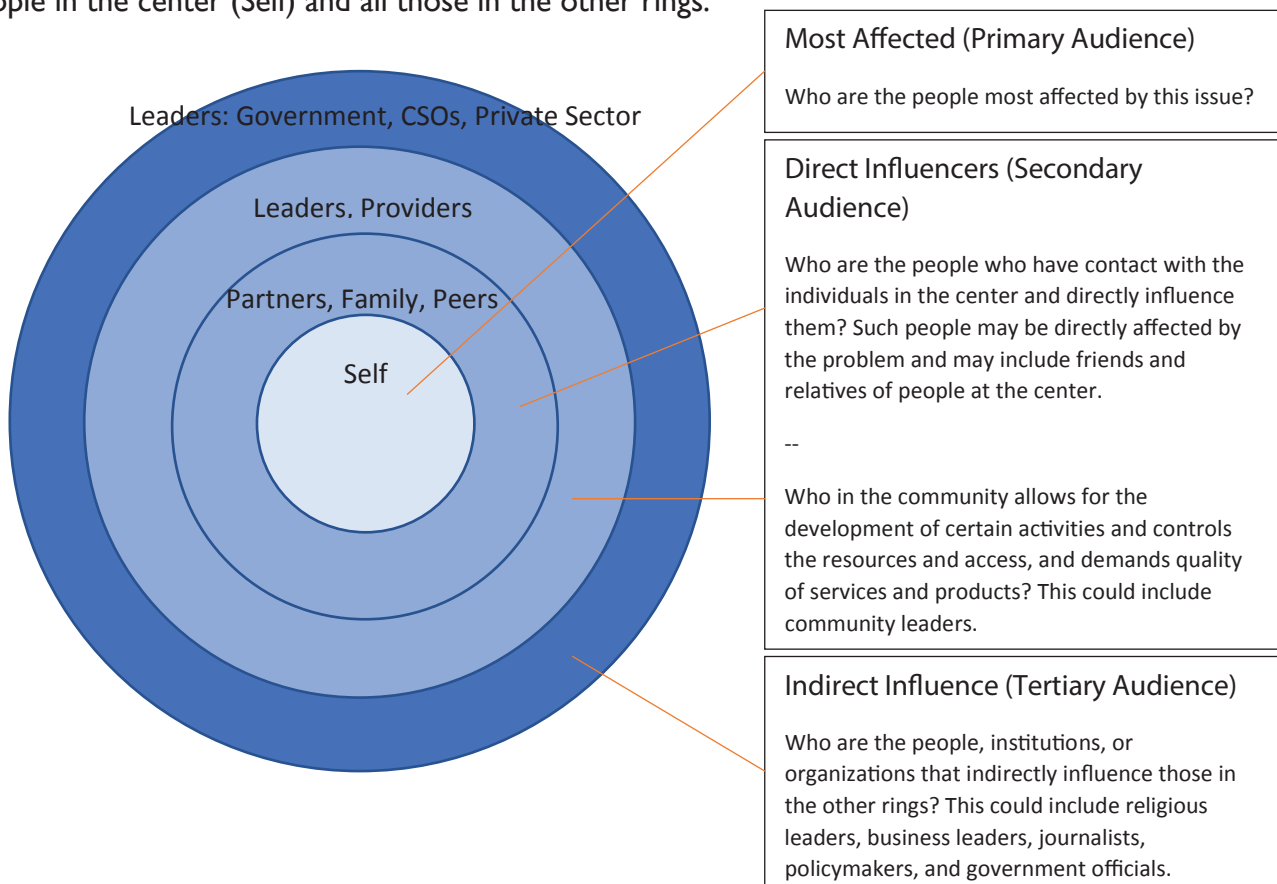 ople in the center (Self) and all those in the other rings.
Leaders: Government, CSOs, Private Sector
Leaders, Providers
Partners, Family, Peers
Self
Most Affected (Primary Audience)
Who are the people most affected by this issue?
Direct Influencers (Secondary
Audience)
Who are the people who have contact with the
individuals in the center and directly influence
them? Such people may be directly affected by
the problem and may include friends and
relatives of people at the center.
--
Who in the community allows for the
development of certain activities and controls
the resources and access, and demands quality
of services and products? This could include
community leaders.
Indirect Influence (Tertiary Audience)
Who are the people, institutions, or
organizations that indirectly influence those in
the other rings? This could include religious
leaders, business leaders, journalists,
policymakers, and government officials.